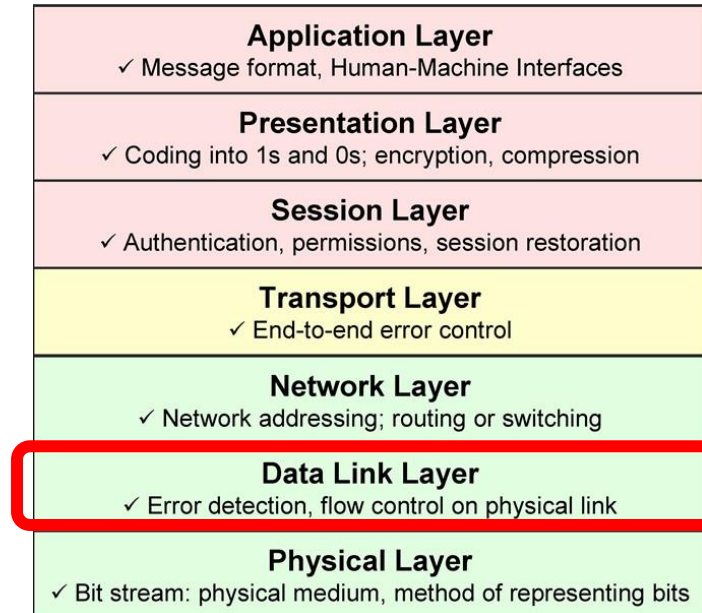 Application Layer
✓ Message format, Human-Machine Interfaces
Presentation Layer
✓ Coding into 1s and 0s; encryption, compression
Session Layer
✓ Authentication, permissions, session restoration
Transport Layer
✓ End-to-end error control
Network Layer
✓ Network addressing; routing or switching
Data Link Layer
✓ Error detection, flow control on physical link
Physical Layer
✓ Bit stream: physical medium, method of representing bits